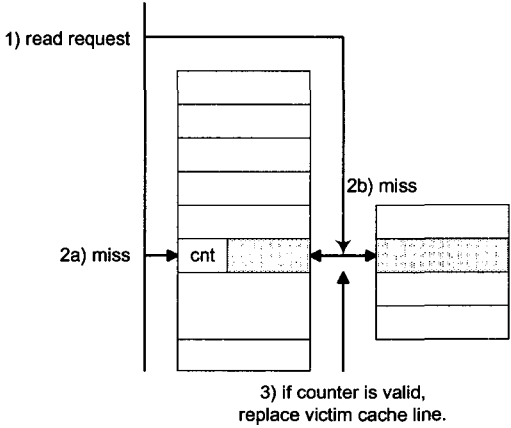 1) read request
2b) miss
2a) miss
cnt
3) if counter is valid,
replace victim cache line.